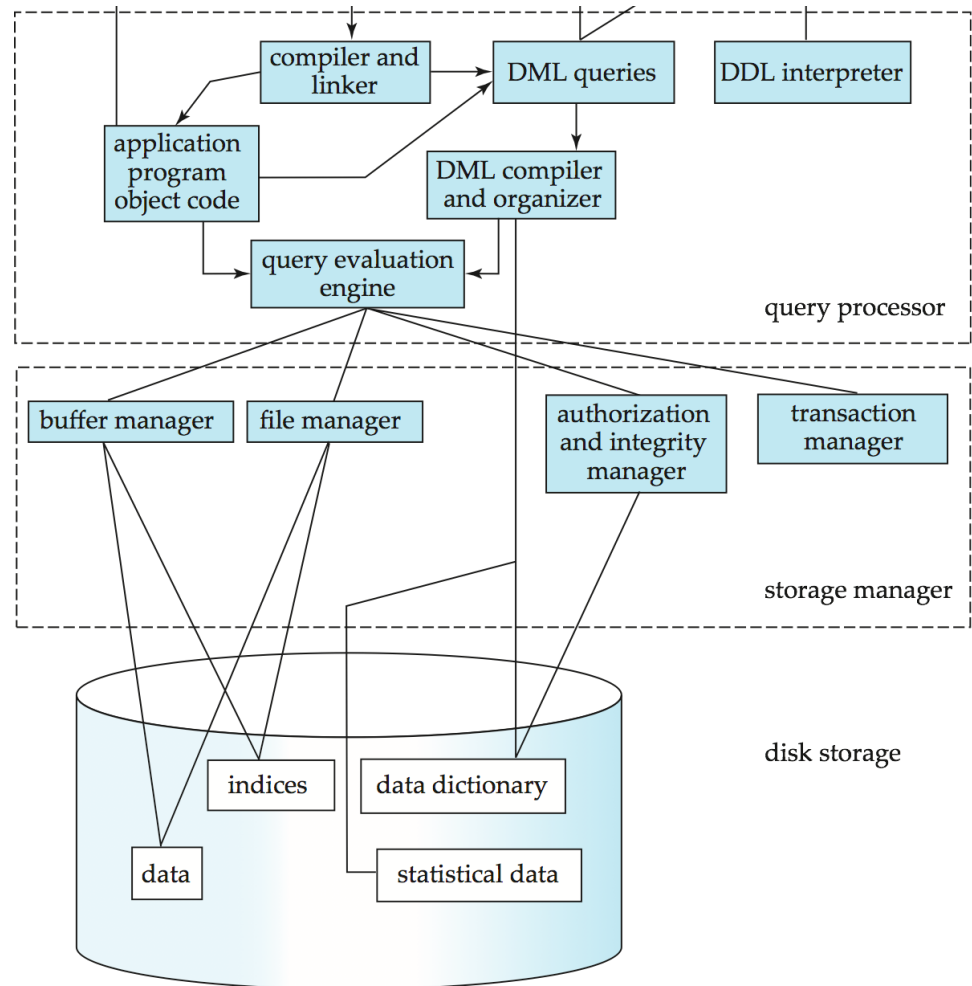 compiler and
linker
DML queries
DDL interpreter
application
program
object code
DML compiler
and organizer
query evaluation
engine
query processor
buffer manager
file manager
authorization
and integrity
manager
transaction
manager
storage manager
disk storage
indices
data dictionary
data
statistical data